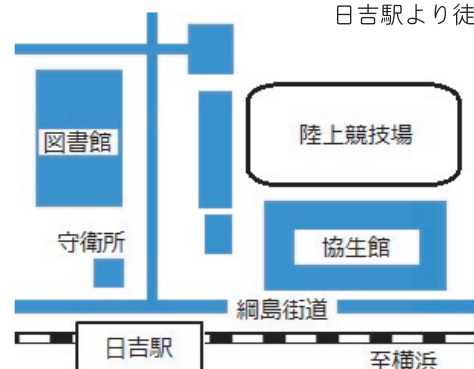 日吉駅より徒
図書館
陸上競技場
守衛所
協生館
綱島街道
日吉駅
至横浜